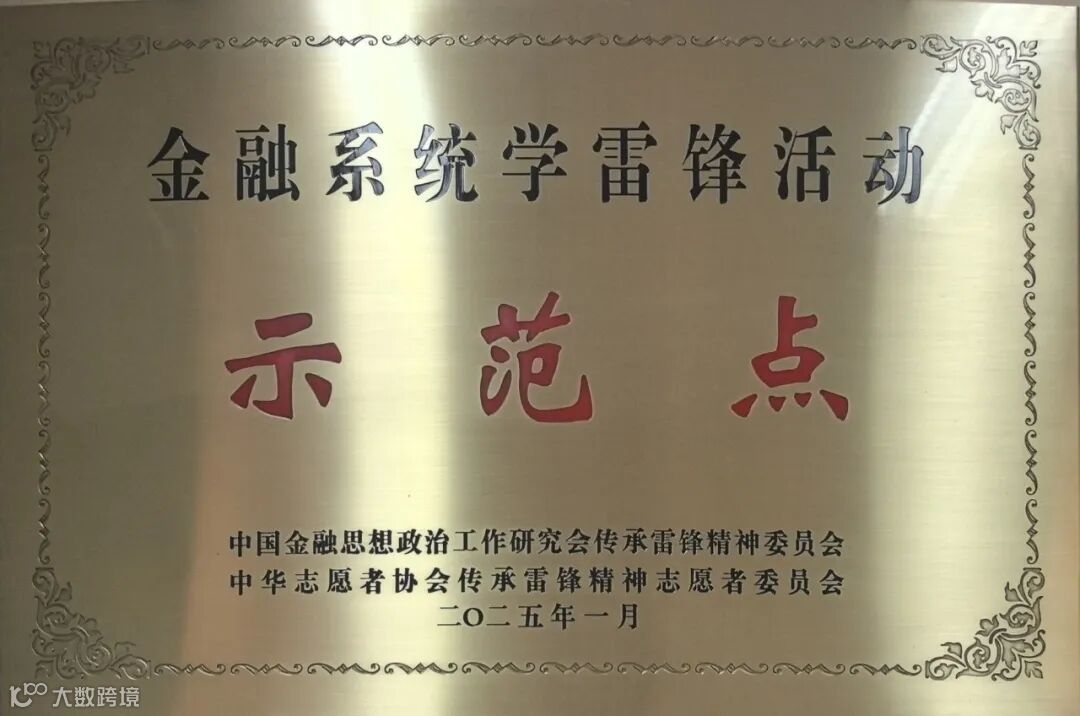 金融系统学雷锋活动
示范点
中国金融思想政治工作研究会传承雷锋精神委员会
中华志愿者协会传承雷锋精神志愿者委员会
二〇二五年一月
大数跨境